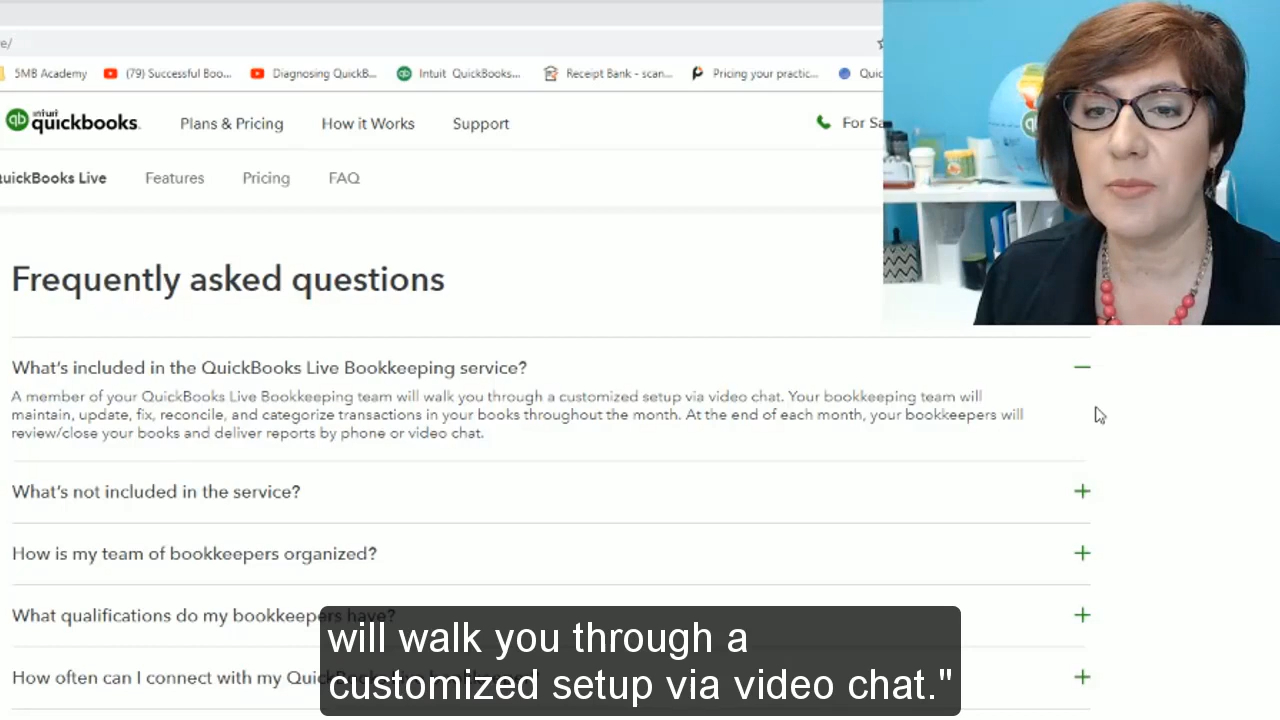 e/
5MB Academy (79) Successful Boo... Diagnosing QuickB... Intuit QuickBooks... Receipt Bank - scan... Pricing your practic... Quic
intuit
quickbooks. Plans & Pricing How it Works Support For Sa
uickBooks Live Features Pricing FAQ
Frequently asked questions
What's included in the QuickBooks Live Bookkeeping service?
A member of your QuickBooks Live Bookkeeping team will walk you through a customized setup via video chat. Your bookkeeping team will
maintain, update, fix, reconcile, and categorize transactions in your books throughout the month. At the end of each month, your bookkeepers will
review/close your books and deliver reports by phone or video chat.
What's not included in the service?
How is my team of bookkeepers organized?
What qualifications do my bookkeepers have?
How often can I connect with my Qu
will walk you through a
customized setup via video chat."